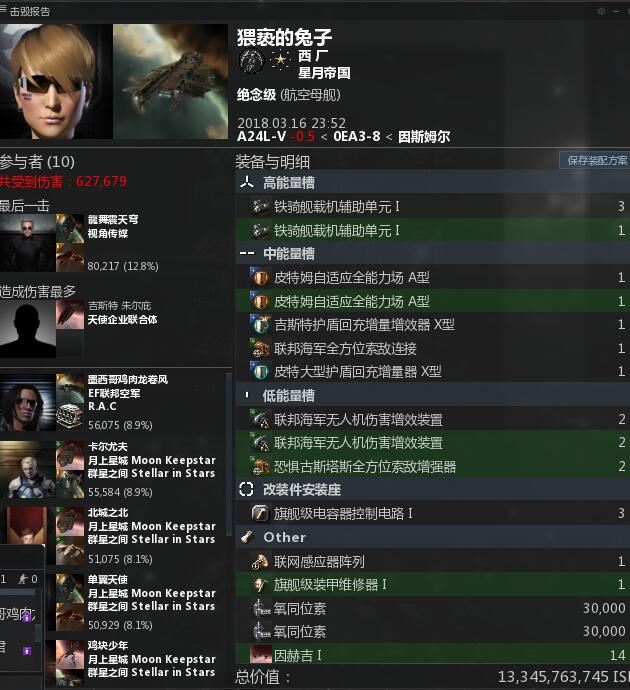 击毁报告
猥亵的兔子
西厂
星月帝国
绝念级 (航空母舰)
2018.03.16 23:52
A24L-V -0.5 < 0EA3-8 < 因斯姆尔
参与者 (10)
共受到伤害：627,679
最后一击
龍舞震天穹
视角传媒
80,217 (12.8%)
造成伤害最多
吉斯特 朱尔庇
天使企业联合体
墨西哥鸡肉龙卷风
EF联邦空军
R.A.C
56,075 (8.9%)
卡尔尤夫
月上星城 Moon Keepstar
群星之间 Stellar in Stars
55,584 (8.9%)
北城之北
月上星城 Moon Keepstar
群星之间 Stellar in Stars
51,075 (8.1%)
单翼天使
月上星城 Moon Keepstar
群星之间 Stellar in Stars
50,929 (8.1%)
鸡块少年
月上星城 Moon Keepstar
群星之间 Stellar in Stars
1 0
哥鸡肉
君
装备与明细
保存装配方案
高能量槽
铁骑舰载机辅助单元 I 3
铁骑舰载机辅助单元 I 1
中能量槽
皮特姆自适应全能力场 A型 1
皮特姆自适应全能力场 A型 1
吉斯特护盾回充增量增效器 X型 1
联邦海军全方位索敌连接 1
皮特大型护盾回充增量器 X型 1
低能量槽
联邦海军无人机伤害增效装置 2
联邦海军无人机伤害增效装置 2
恐惧古斯塔斯全方位索敌增强器 2
改装件安装座
旗舰级电容器控制电路 I 3
Other
联网感应器阵列 1
旗舰级装甲维修器 I 1
氧同位素 30,000
氧同位素 30,000
因赫吉 I 14
总价值： 13,345,763,745 ISK